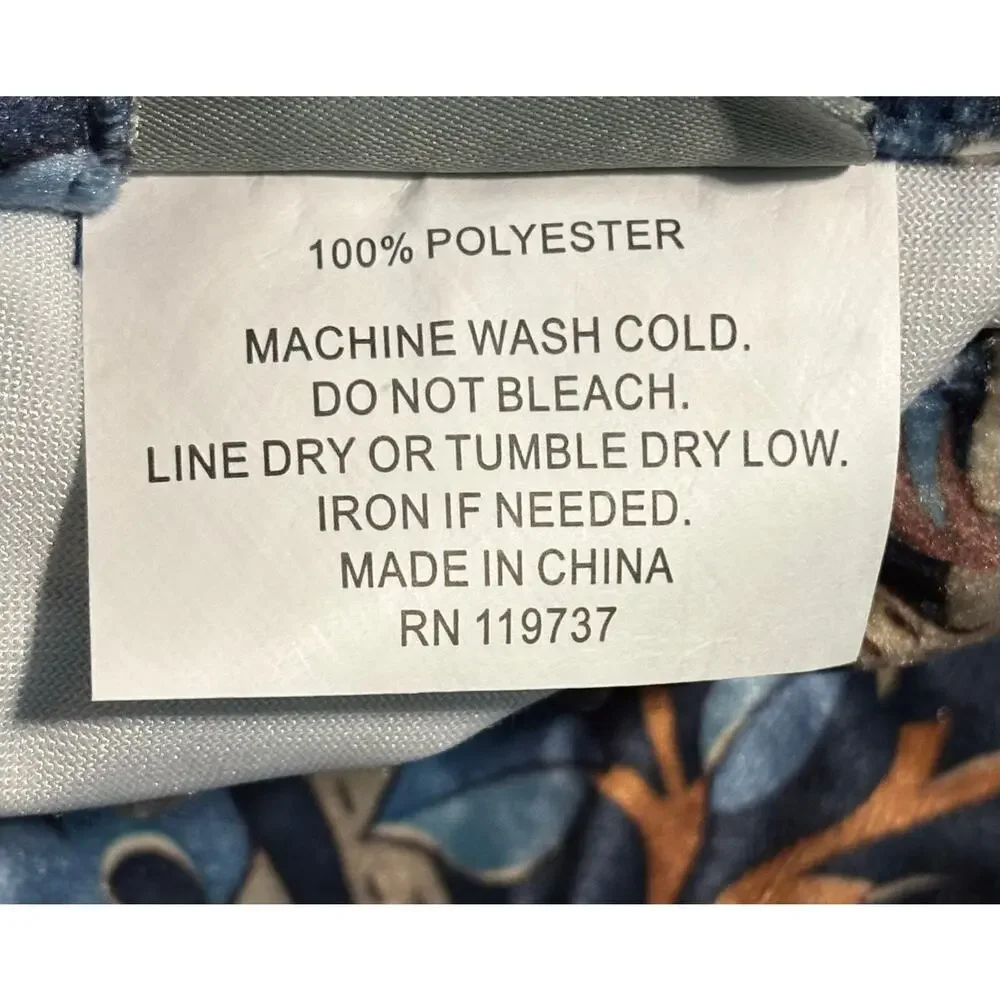 100% POLYESTER
MACHINE WASH COLD.
DO NOT BLEACH.
LINE DRY OR TUMBLE DRY LOW.
IRON IF NEEDED.
MADE IN CHINA
RN 119737